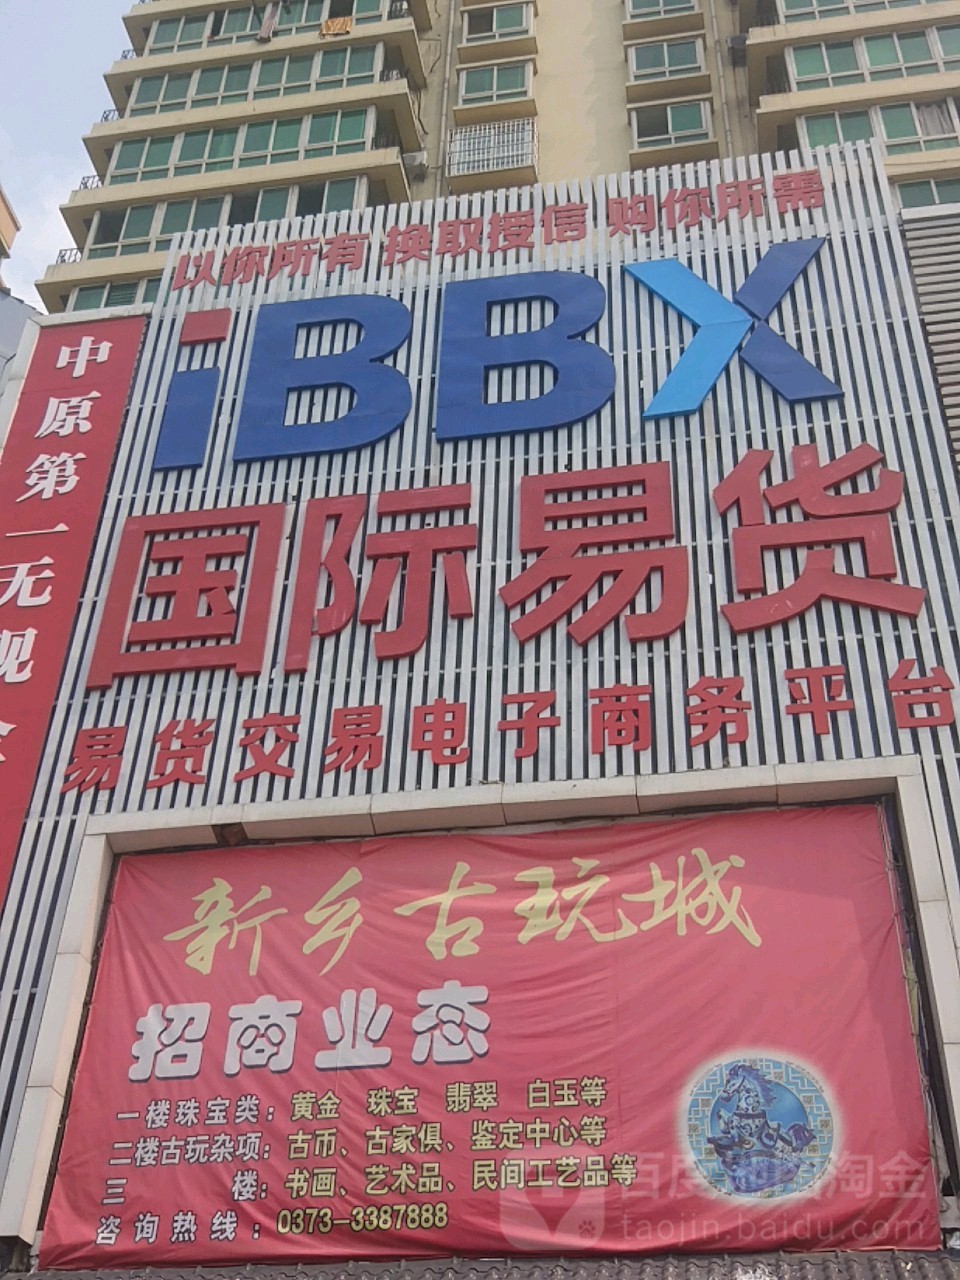 以你所有 换取授信 购你所需
iBBX
国际易货
易货交易电子商务平台
中原第一无观
新乡古玩城
招商业态
一楼珠宝类：黄金 珠宝 翡翠 白玉等
二楼古玩杂项：古币、古家俱、鉴定中心等
三 楼：书画、艺术品、民间工艺品等
咨询热线：0373-3387888
百度 淘金
taojin.baidu.com